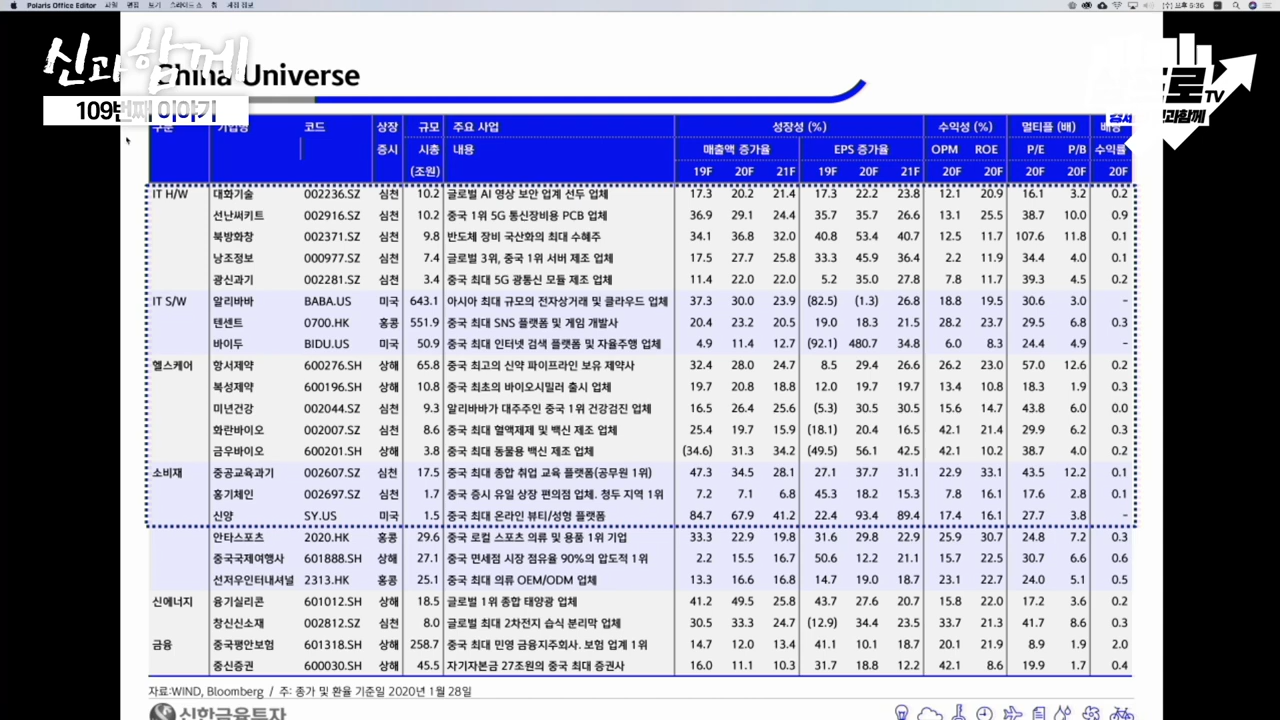 Polaris Office Editor 파일 편집 보기 슬라이드 쇼 창
오후 5:36
신과함께
109번째 이야기
China Universe
TV
신과함께
구분 기업명 코드 상장 규모 주요 사업 성장성 (%) 수익성 (%) 멀티플 (배) 배당
증시 시총 내용 매출액 증가율 EPS 증가율 OPM ROE P/E P/B 수익률
(조원) 19F 20F 21F 19F 20F 21F 20F 20F 20F 20F 20F
IT H/W 대화기술 002236.SZ 심천 10.2 글로벌 AI 영상 보안 업계 선두 업체 17.3 20.2 21.4 17.3 22.2 23.8 12.1 20.9 16.1 3.2 0.2
선난써키트 002916.SZ 심천 10.2 중국 1위 5G 통신장비용 PCB 업체 36.9 29.1 24.4 35.7 35.7 26.6 13.1 25.5 38.7 10.0 0.9
북방화창 002371.SZ 심천 9.8 반도체 장비 국산화의 최대 수혜주 34.1 36.8 32.0 40.8 53.4 40.7 12.5 11.7 107.6 11.8 0.1
낭조정보 000977.SZ 심천 7.4 글로벌 3위, 중국 1위 서버 제조 업체 17.5 27.7 25.8 33.3 45.9 36.4 2.2 11.9 34.4 4.0 0.1
광신과기 002281.SZ 심천 3.4 중국 최대 5G 광통신 모듈 제조 업체 11.4 22.0 22.0 5.2 35.0 27.8 7.8 11.7 39.3 4.5 0.2
IT S/W 알리바바 BABA.US 미국 643.1 아시아 최대 규모의 전자상거래 및 클라우드 업체 37.3 30.0 23.9 (82.5) (1.3) 26.8 18.8 19.5 30.6 3.0 -
텐센트 0700.HK 홍콩 551.9 중국 최대 SNS 플랫폼 및 게임 개발사 20.4 23.2 20.5 19.0 18.3 21.5 28.2 23.7 29.5 6.8 0.3
바이두 BIDU.US 미국 50.9 중국 최대 인터넷 검색 플랫폼 및 자율주행 업체 4.9 11.4 12.7 (92.1) 480.7 34.8 6.0 8.3 24.4 4.9 -
헬스케어 항서제약 600276.SH 상해 65.8 중국 최고의 신약 파이프라인 보유 제약사 32.4 28.0 24.7 8.5 29.4 26.6 26.2 23.0 57.0 12.6 0.2
복성제약 600196.SH 상해 10.8 중국 최초의 바이오시밀러 출시 업체 19.7 20.8 18.8 12.0 19.7 19.7 13.4 10.8 18.3 1.9 0.3
미년건강 002044.SZ 심천 9.3 알리바바가 대주주인 중국 1위 건강검진 업체 16.5 26.4 25.6 (5.3) 30.5 30.5 15.6 14.7 43.8 6.0 0.0
화란바이오 002007.SZ 심천 8.6 중국 최대 혈액제제 및 백신 제조 업체 25.4 19.7 15.9 (18.1) 20.4 16.5 42.1 21.4 29.9 6.2 0.3
금우바이오 600201.SH 상해 3.8 중국 최대 동물용 백신 제조 업체 (34.6) 31.3 34.2 (49.5) 56.1 42.5 42.1 10.2 38.7 4.0 0.2
소비재 중공교육과기 002607.SZ 심천 17.5 중국 최대 종합 취업 교육 플랫폼(공무원 1위) 47.3 34.5 28.1 27.1 37.7 31.1 22.9 33.1 43.5 12.2 0.1
홍기체인 002697.SZ 심천 1.7 중국 증시 유일 상장 편의점 업체. 청두 지역 1위 7.2 7.1 6.8 45.3 18.2 15.3 7.8 16.1 17.6 2.8 0.1
신양 SY.US 미국 1.5 중국 최대 온라인 뷰티/성형 플랫폼 84.7 67.9 41.2 22.4 93.4 89.4 17.4 16.1 27.7 3.8 -
안타스포츠 2020.HK 홍콩 29.6 중국 로컬 스포츠 의류 및 용품 1위 기업 33.3 22.9 19.8 31.6 29.8 22.9 25.9 30.7 24.8 7.2 0.3
중국국제여행사 601888.SH 상해 27.1 중국 면세점 시장 점유율 90%의 압도적 1위 2.2 15.5 16.7 50.6 12.2 21.1 15.7 22.5 30.7 6.6 0.6
선저우인터내셔널 2313.HK 홍콩 25.1 중국 최대 의류 OEM/ODM 업체 13.3 16.6 16.8 14.7 19.0 18.7 23.1 22.7 24.0 5.1 0.5
신에너지 융기실리콘 601012.SH 상해 18.5 글로벌 1위 종합 태양광 업체 41.2 49.5 25.8 43.7 27.6 20.7 15.8 22.0 17.2 3.6 0.2
창신신소재 002812.SZ 심천 8.0 글로벌 최대 2차전지 습식 분리막 업체 30.5 33.3 24.7 (12.9) 34.4 23.5 33.7 21.3 41.7 8.6 0.3
금융 중국평안보험 601318.SH 상해 258.7 중국 최대 민영 금융지주회사. 보험 업계 1위 14.7 12.0 13.4 41.1 10.1 18.7 20.1 21.9 8.9 1.9 2.0
중신증권 600030.SH 상해 45.5 자기자본금 27조원의 중국 최대 증권사 16.0 11.1 10.3 31.7 18.8 12.2 42.1 8.6 19.9 1.7 0.4
자료:WIND, Bloomberg / 주: 종가 및 환율 기준일 2020년 1월 28일
신한금융투자